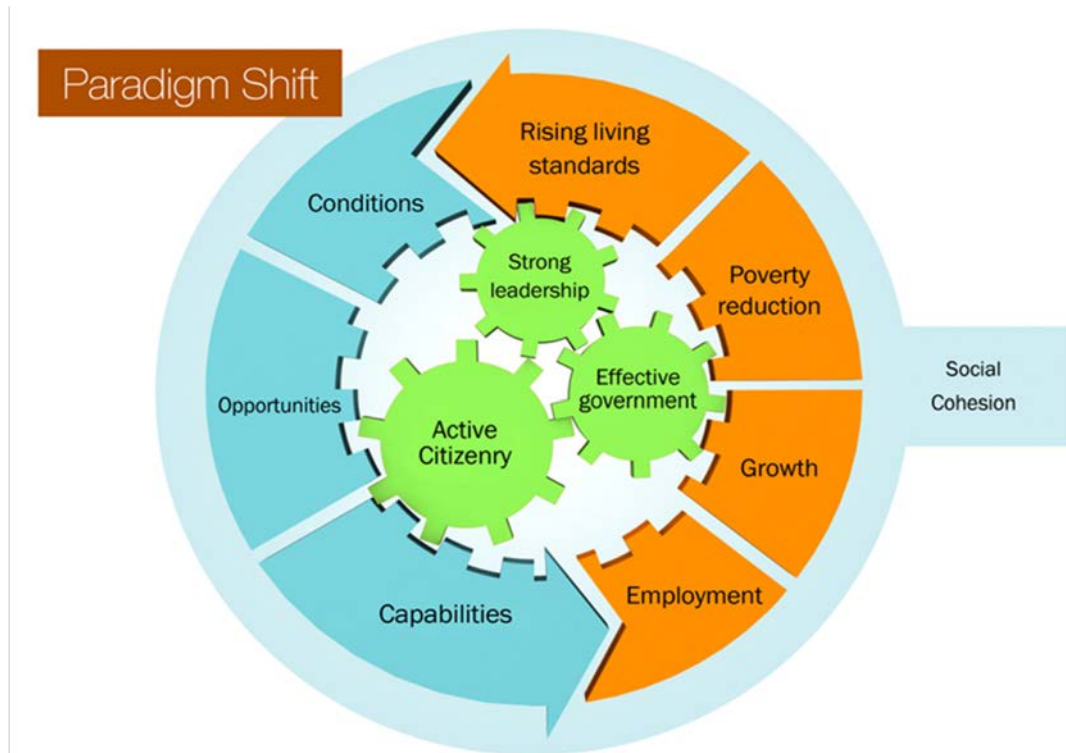 Paradigm Shift
Rising living
standards
Conditions
Strong
leadership
Poverty
reduction
Effective
government
Social
Cohesion
Opportunities
Active
Citizenry
Growth
Employment
Capabilities